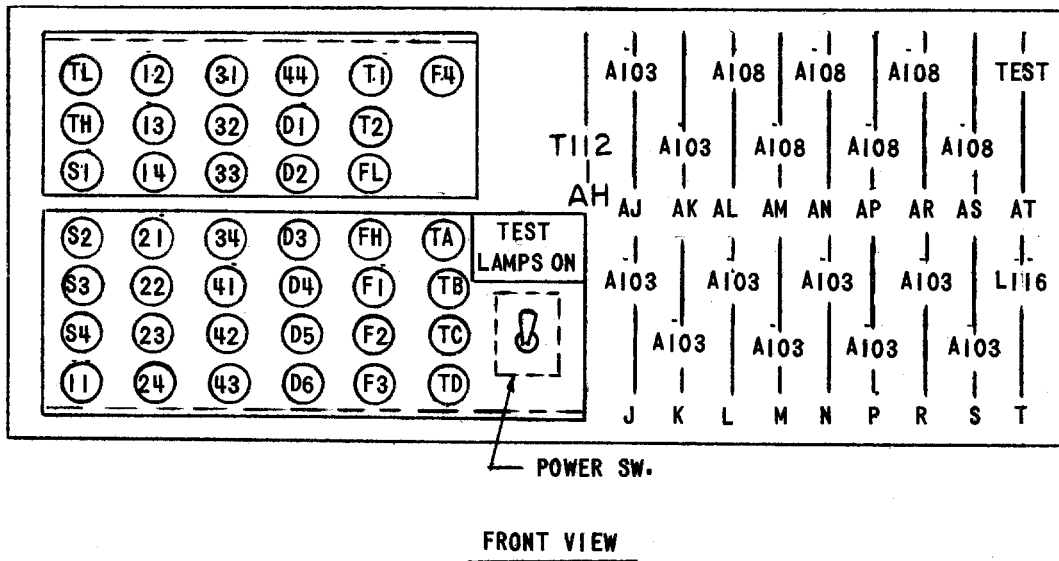 TL 12 31 44 T1 F4
TH 13 32 D1 T2
S1 14 33 D2 FL
S2 21 34 D3 FH TA
S3 22 41 D4 F1 TB
S4 23 42 D5 F2 TC
11 24 43 D6 F3 TD
TEST
LAMPS ON
A103 A108 A108 A108 TEST
T112 A103 A108 A108 A108
AH AJ AK AL AM AN AP AR AS AT
A103 A103 A103 A103 L116
A103 A103 A103 A103
J K L M N P R S T
POWER SW.
FRONT VIEW